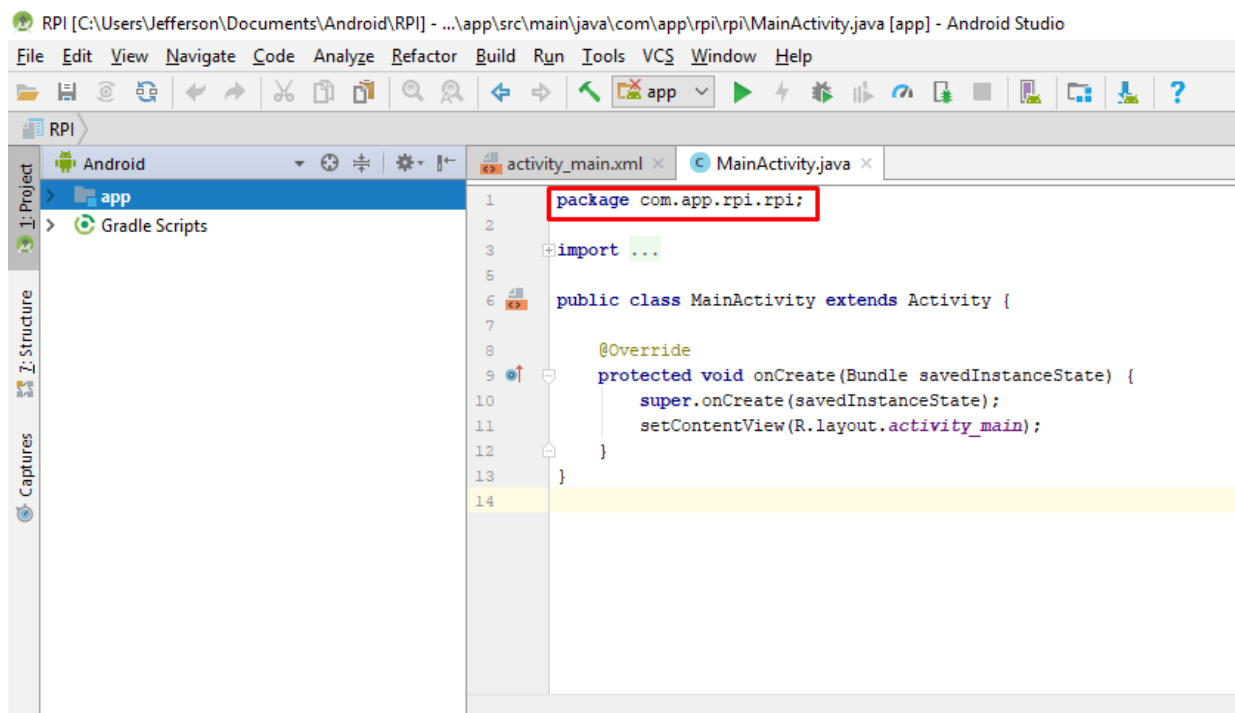 RPI [C:\Users\Jefferson\Documents\Android\RPI] - ...\app\src\main\java\com\app\rpi\rpi\MainActivity.java [app] - Android Studio
File Edit View Navigate Code Analyze Refactor Build Run Tools VCS Window Help
app
RPI
1: Project
7: Structure
Captures
Android
app
Gradle Scripts
activity_main.xml
MainActivity.java
1 package com.app.rpi.rpi;
2
3 import ...
5
6 public class MainActivity extends Activity {
7
8 @Override
9 protected void onCreate(Bundle savedInstanceState) {
10 super.onCreate(savedInstanceState);
11 setContentView(R.layout.activity_main);
12 }
13 }
14